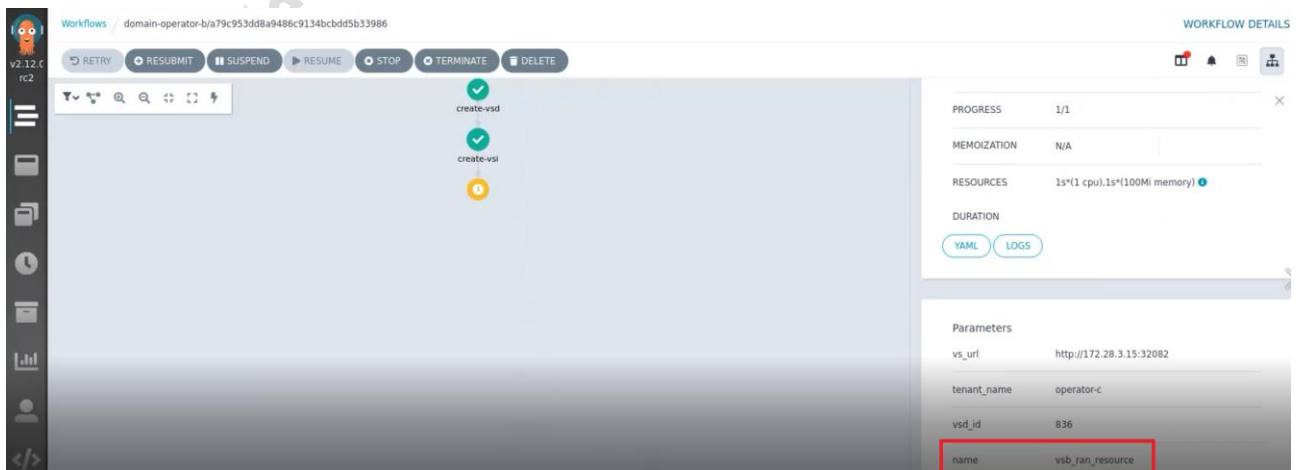 Workflows / domain-operator-b/a79c953dd8a9486c9134bcbdd5b33986
WORKFLOW DETAILS
v2.12.0
rc2
RETRY RESUBMIT SUSPEND RESUME STOP TERMINATE DELETE
create-vsd
create-vsi
PROGRESS 1/1
MEMOIZATION N/A
RESOURCES 1s*(1 cpu),1s*(100Mi memory)
DURATION
YAML LOGS
Parameters
vs_url http://172.28.3.15:32082
tenant_name operator-c
vsd_id 836
name vsb_ran_resource